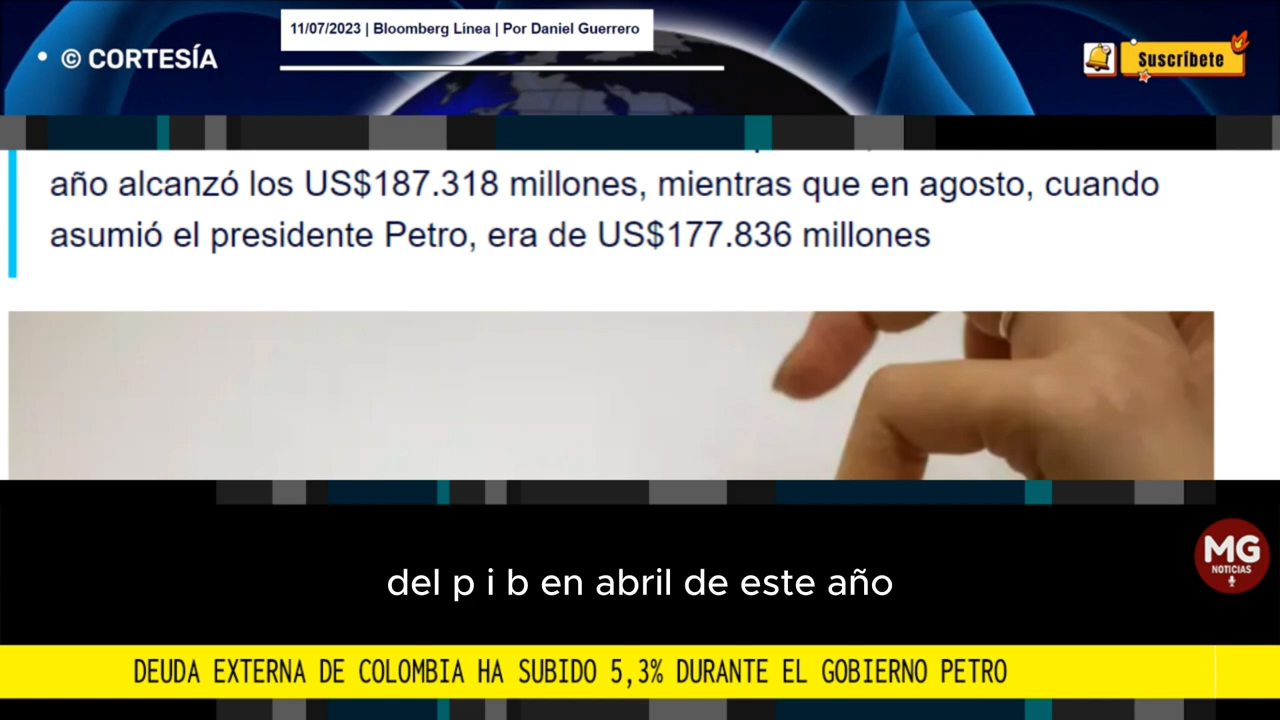 11/07/2023 | Bloomberg Línea | Por Daniel Guerrero
• © CORTESÍA
Suscríbete
año alcanzó los US$187.318 millones, mientras que en agosto, cuando
asumió el presidente Petro, era de US$177.836 millones
MG
NOTICIAS
del p i b en abril de este año
DEUDA EXTERNA DE COLOMBIA HA SUBIDO 5,3% DURANTE EL GOBIERNO PETRO